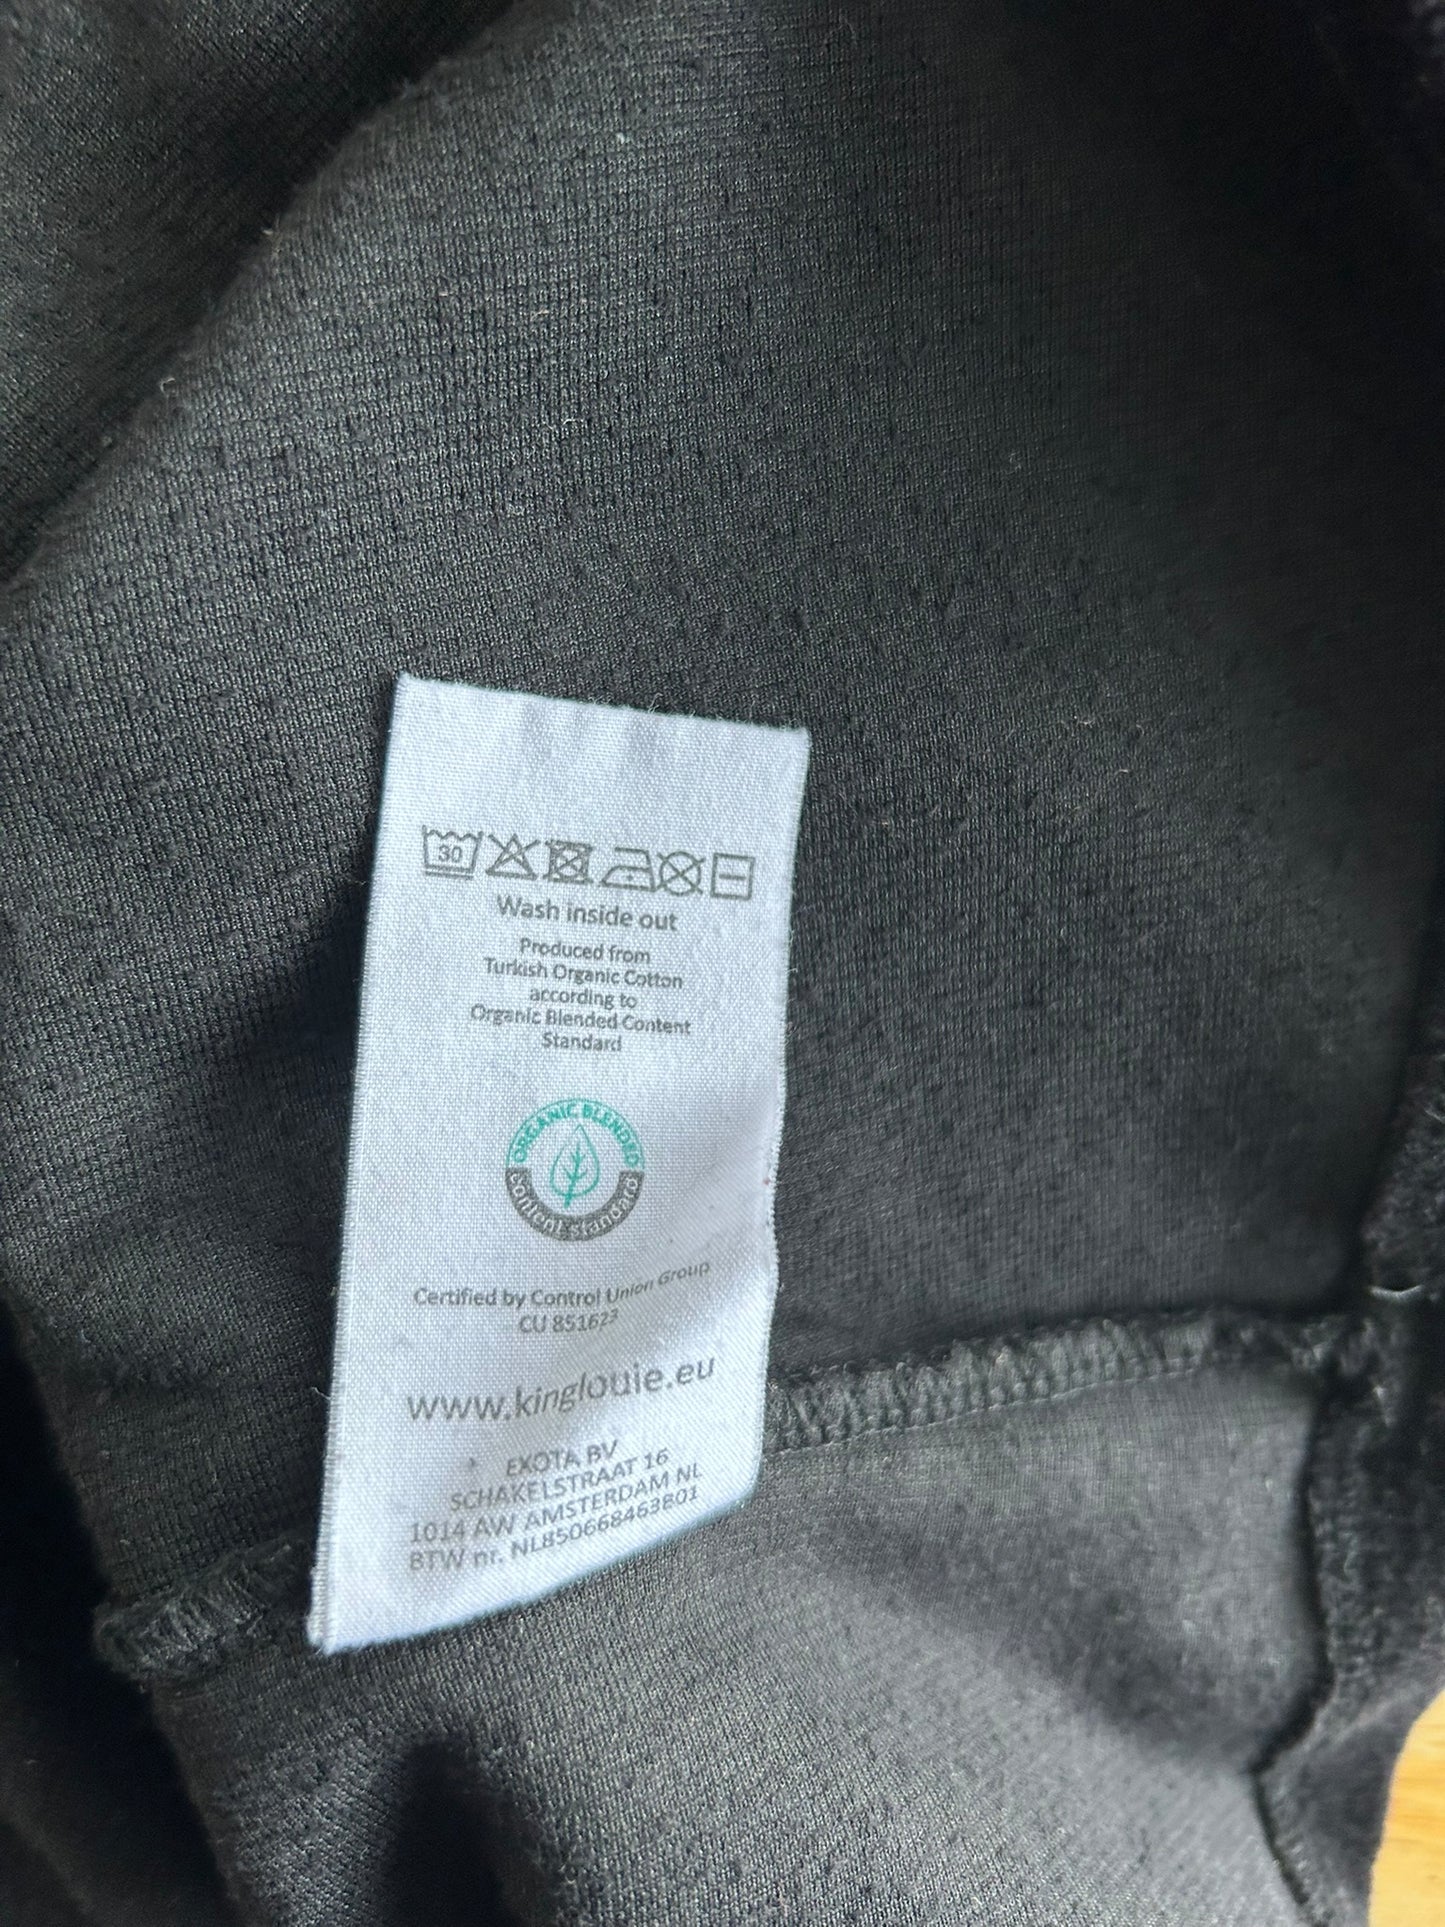 30
Wash inside out
Produced from
Turkish Organic Cotton
according to
Organic Blended Content
Standard
ORGANIC BLENDED
content standard
Certified by Control Union Group
CU 851623
www.kinglouie.eu
EXOTA BV
SCHAKELSTRAAT 16
1014 AW AMSTERDAM NL
BTW nr. NL850668463B01